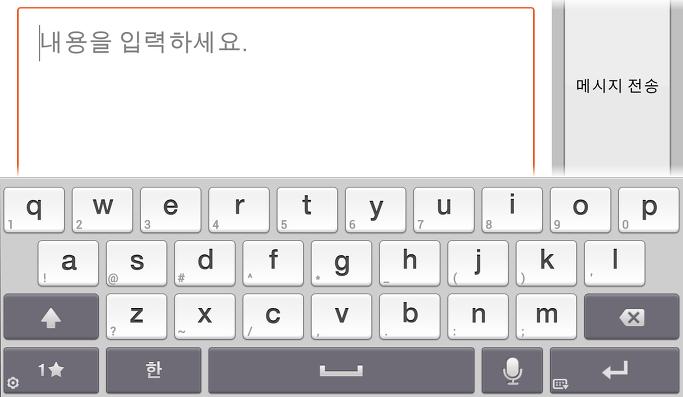 내용을 입력하세요.
메시지 전송
q w e r t y u i o p
1 2 3 4 5 6 7 8 9 0
a s d f g h j k l
! @ # ^ * _ ( ) '
z x c v b n m
? ~ / , . : ;
1★ 한